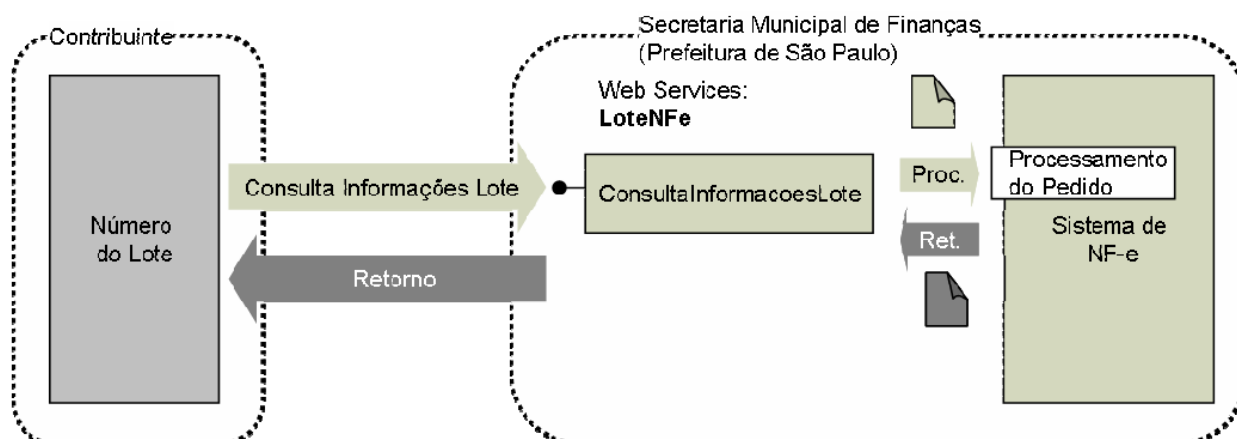 Contribuinte
Secretaria Municipal de Finanças
(Prefeitura de São Paulo)
Web Services:
LoteNFe
Consulta Informações Lote
ConsultaInformacoesLote
Proc.
Processamento
do Pedido
Número
do Lote
Retorno
Ret.
Sistema de
NF-e